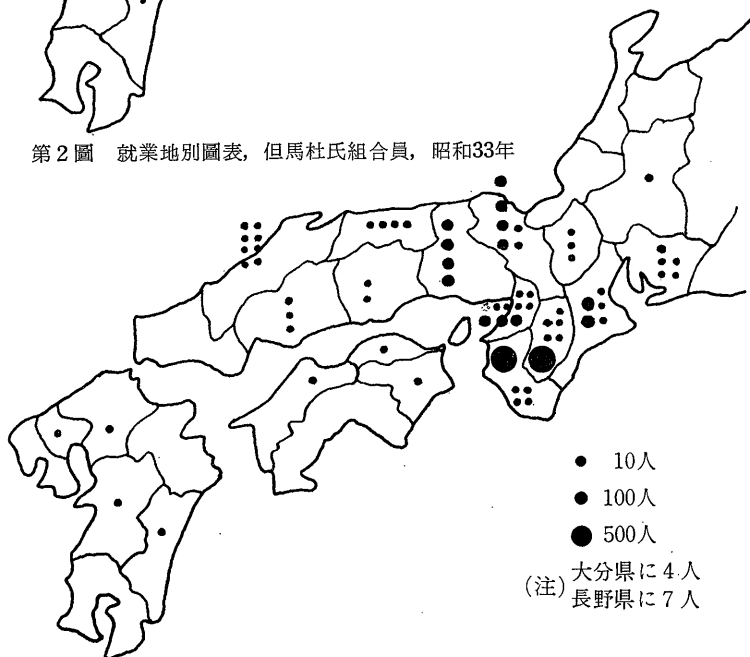 第2圖　就業地別圖表，但馬杜氏組合員，昭和33年
10人
100人
500人
(注) 大分県に4人
長野県に7人